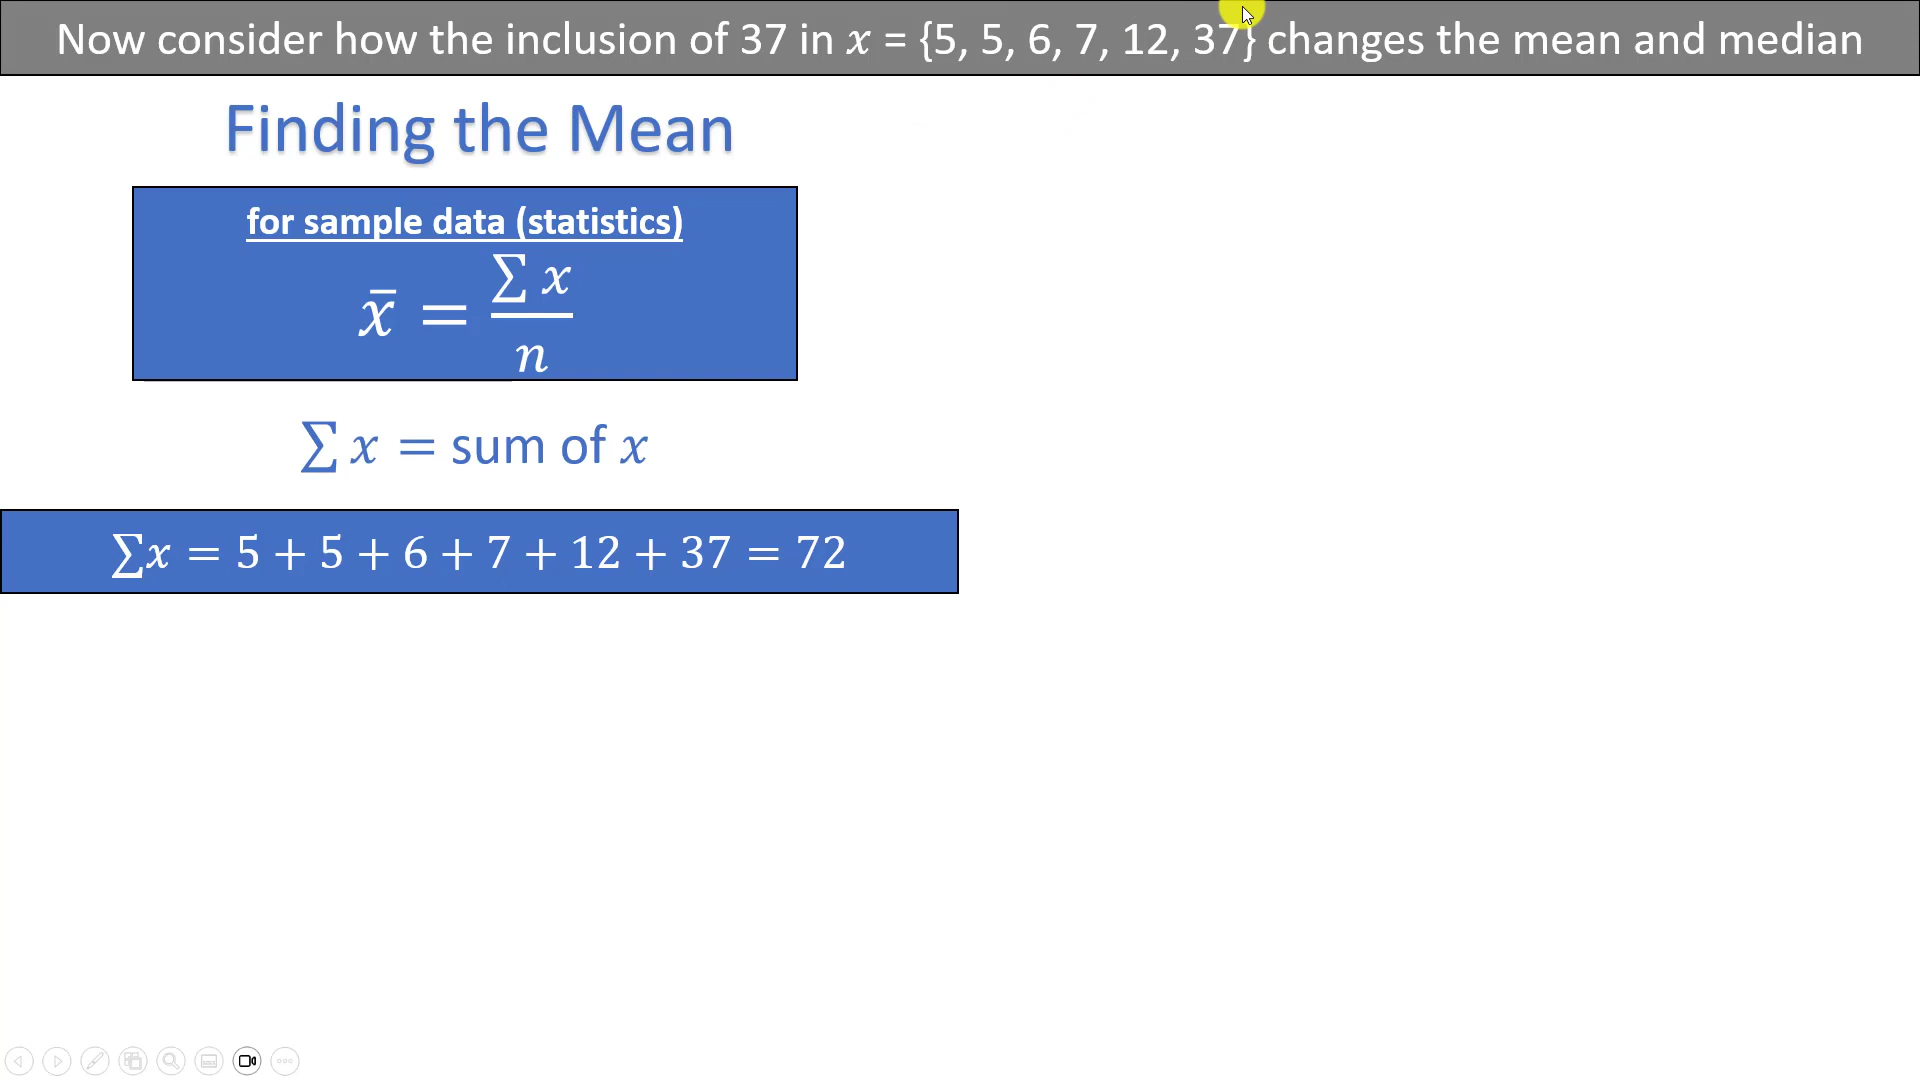 Now consider how the inclusion of 37 in x = {5, 5, 6, 7, 12, 37} changes the mean and median
Finding the Mean
for sample data (statistics)
x̄ = ∑ x / n
∑ x = sum of x
∑x = 5 + 5 + 6 + 7 + 12 + 37 = 72